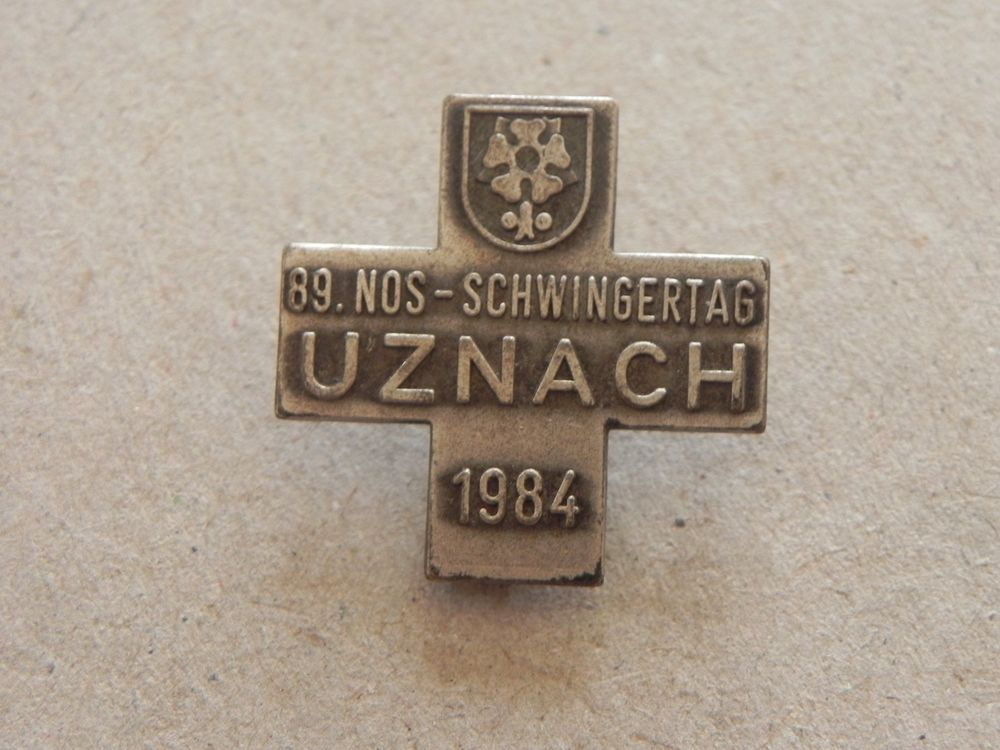 89. NOS - SCHWINGERTAG
UZNACH
1984